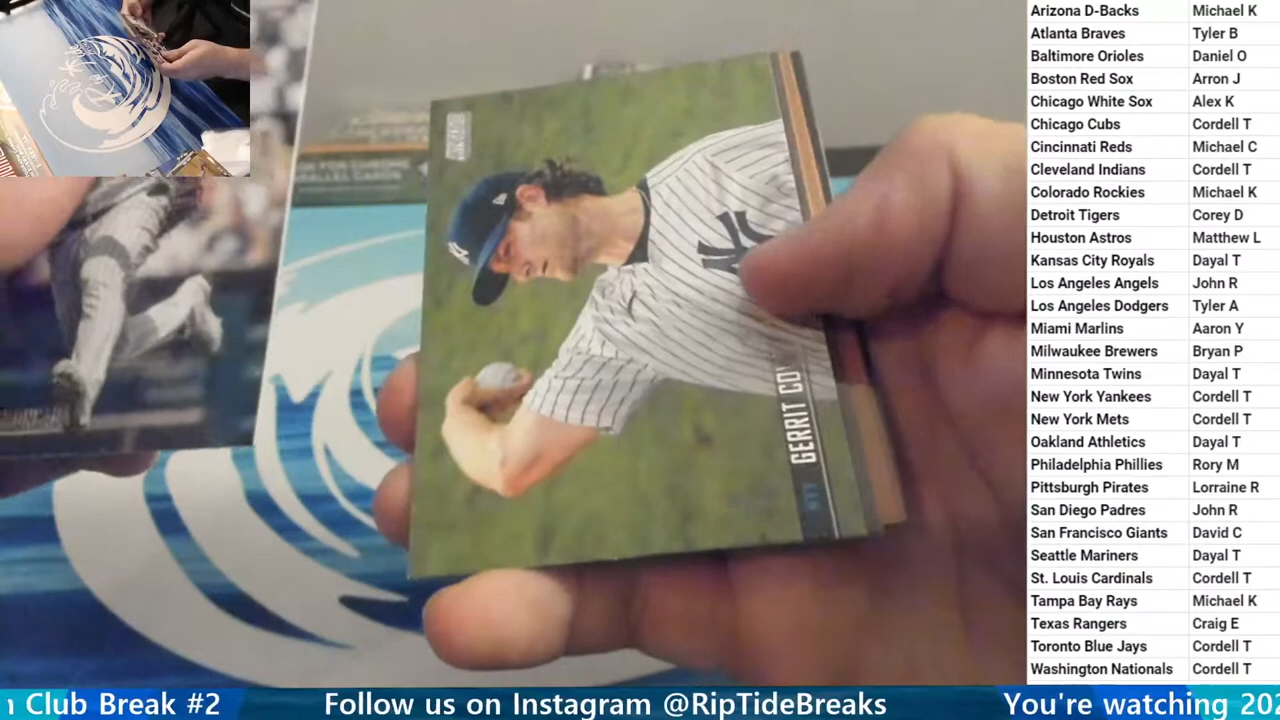 GERRIT CO
NYY
N FOR CHROME
RALLEL CARDS
Arizona D-Backs Michael K
Atlanta Braves Tyler B
Baltimore Orioles Daniel O
Boston Red Sox Arron J
Chicago White Sox Alex K
Chicago Cubs Cordell T
Cincinnati Reds Michael C
Cleveland Indians Cordell T
Colorado Rockies Michael K
Detroit Tigers Corey D
Houston Astros Matthew L
Kansas City Royals Dayal T
Los Angeles Angels John R
Los Angeles Dodgers Tyler A
Miami Marlins Aaron Y
Milwaukee Brewers Bryan P
Minnesota Twins Dayal T
New York Yankees Cordell T
New York Mets Cordell T
Oakland Athletics Dayal T
Philadelphia Phillies Rory M
Pittsburgh Pirates Lorraine R
San Diego Padres John R
San Francisco Giants David C
Seattle Mariners Dayal T
St. Louis Cardinals Cordell T
Tampa Bay Rays Michael K
Texas Rangers Craig E
Toronto Blue Jays Cordell T
Washington Nationals Cordell T
Club Break #2 Follow us on Instagram @RipTideBreaks You're watching 202